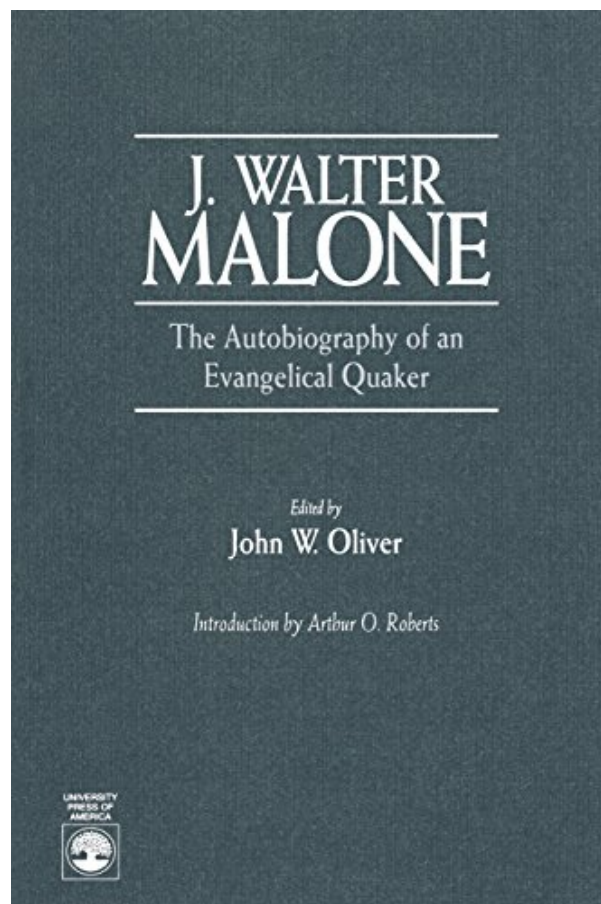 J. WALTER
MALONE
The Autobiography of an
Evangelical Quaker
Edited by
John W. Oliver
Introduction by Arthur O. Roberts
UNIVERSITY
PRESS OF
AMERICA